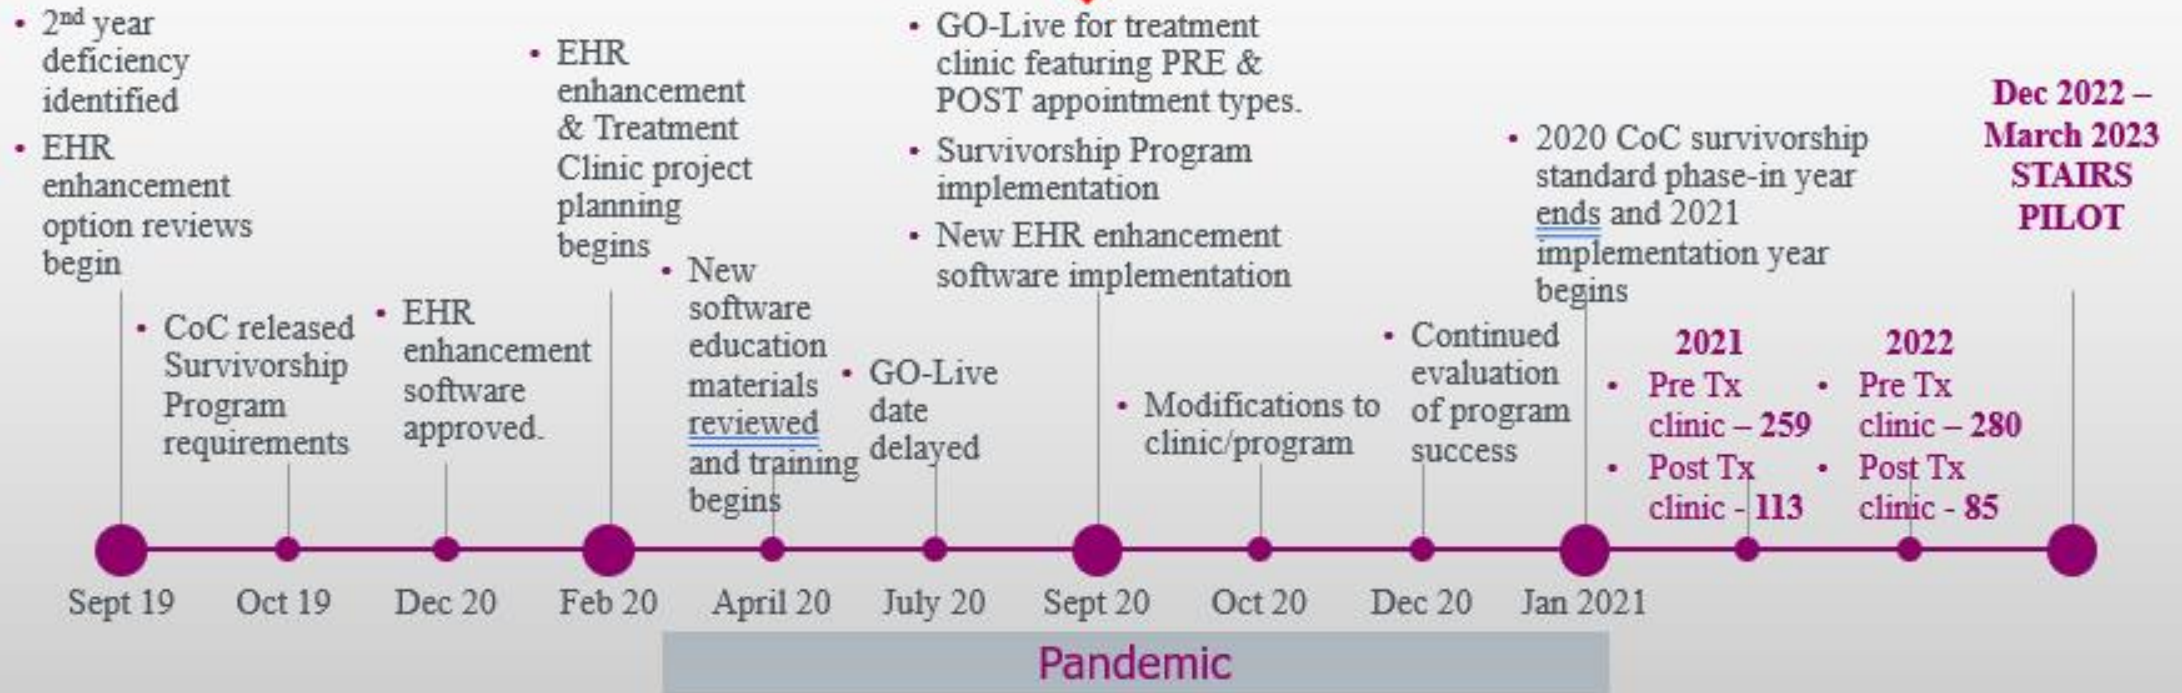 • 2nd year
deficiency
identified
• EHR
enhancement
option reviews
begin
• CoC released
Survivorship
Program
requirements
• EHR
enhancement
software
approved.
• EHR
enhancement
& Treatment
Clinic project
planning
begins
• New
software
education
materials
reviewed
and training
begins
• GO-Live
date
delayed
• GO-Live for treatment
clinic featuring PRE &
POST appointment types.
• Survivorship Program
implementation
• New EHR enhancement
software implementation
• Modifications to
clinic/program
• Continued
evaluation
of program
success
• 2020 CoC survivorship
standard phase-in year
ends and 2021
implementation year
begins
2021
• Pre Tx
clinic – 259
• Post Tx
clinic - 113
2022
• Pre Tx
clinic – 280
• Post Tx
clinic - 85
Dec 2022 –
March 2023
STAIRS
PILOT
Sept 19
Oct 19
Dec 20
Feb 20
April 20
July 20
Sept 20
Oct 20
Dec 20
Jan 2021
Pandemic